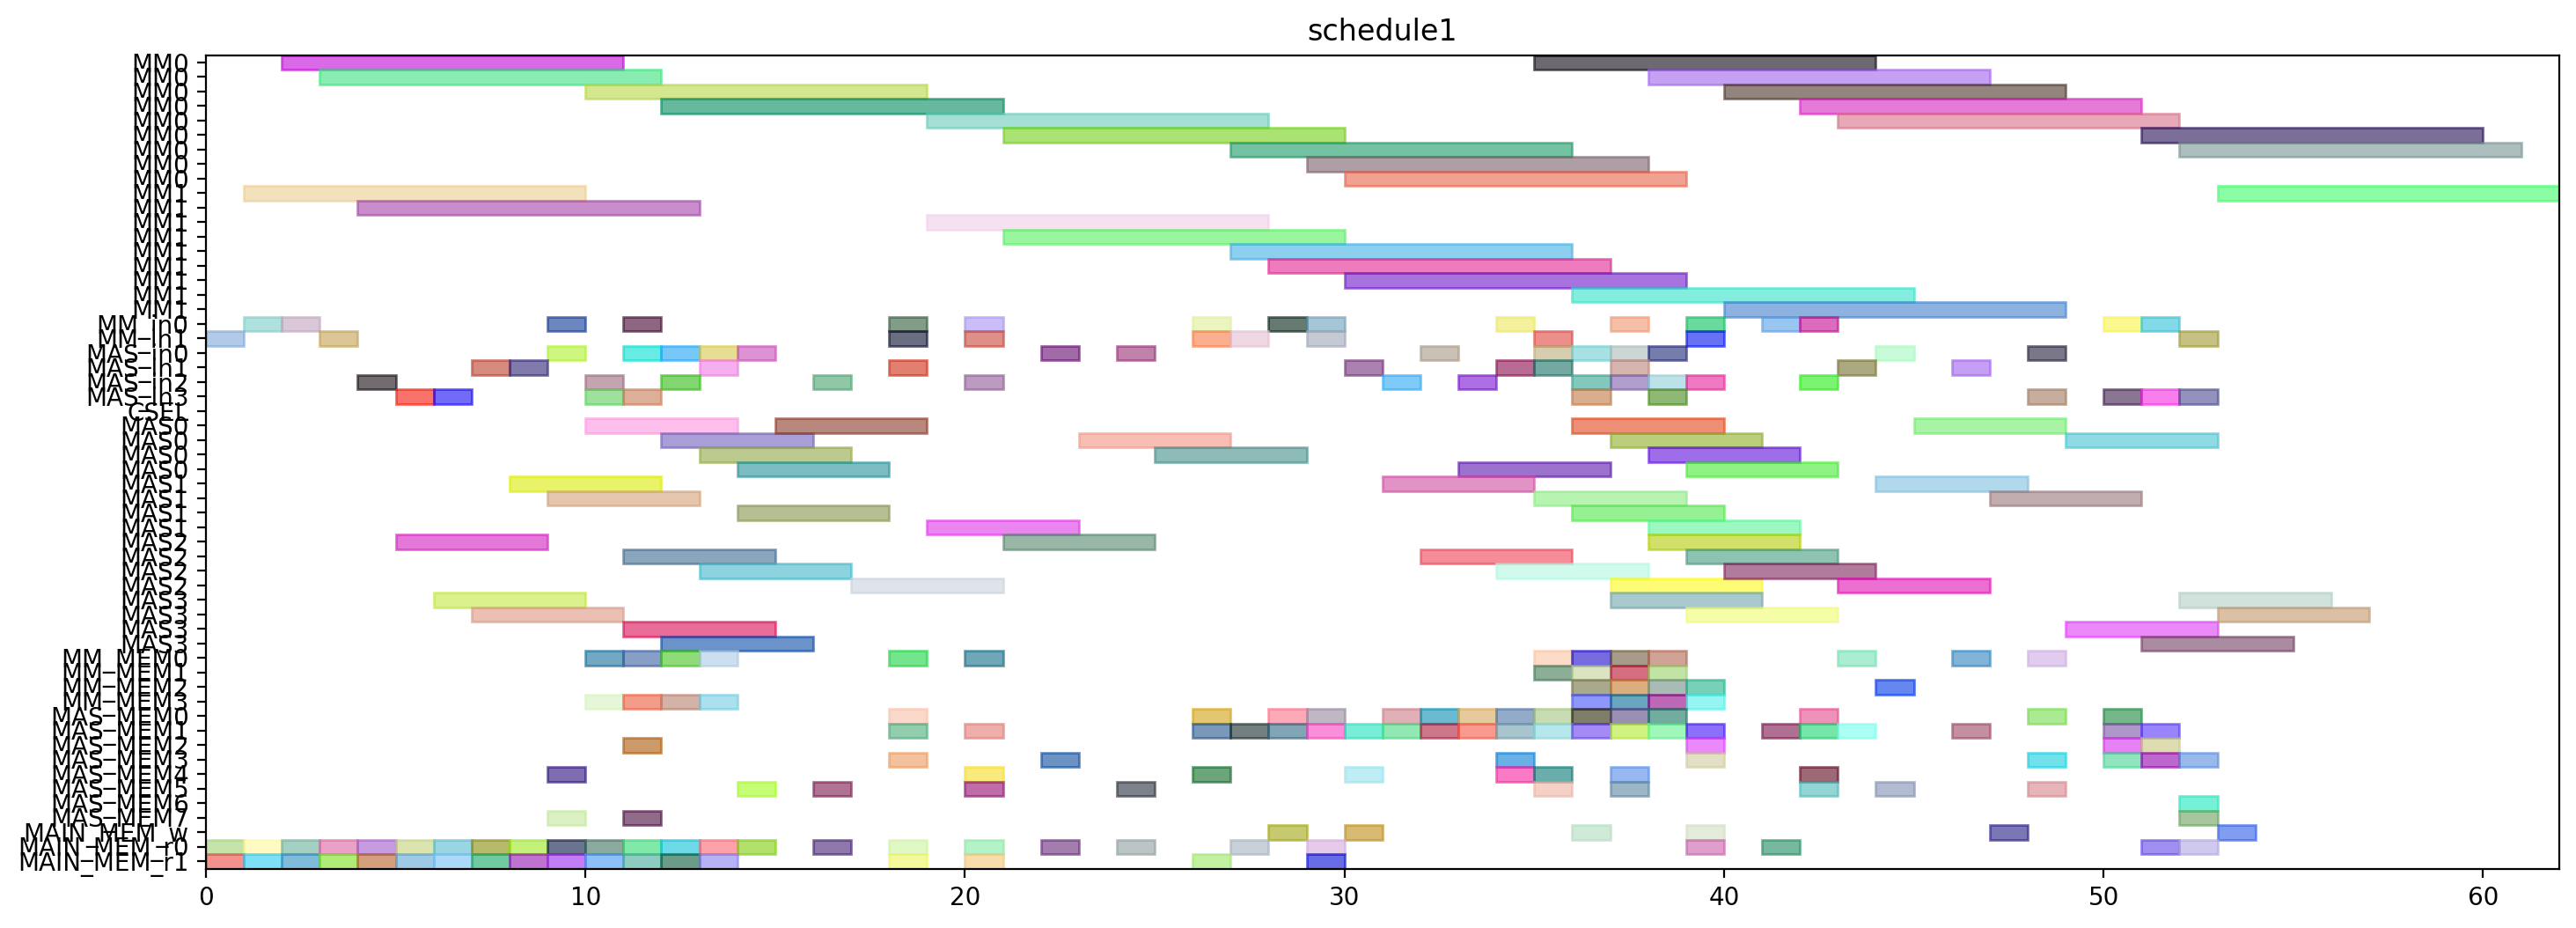 schedule1
MM0
MM0
MM0
MM0
MM0
MM0
MM0
MM0
MM0
MM1
MM1
MM1
MM1
MM1
MM1
MM1
MM1
MM1
MM_in0
MM_in1
MAS_in0
MAS_in1
MAS_in2
MAS_in3
CSEL
MAS0
MAS0
MAS0
MAS0
MAS1
MAS1
MAS1
MAS1
MAS2
MAS2
MAS2
MAS2
MAS3
MAS3
MAS3
MAS3
MM_MEM0
MM_MEM1
MM_MEM2
MM_MEM3
MAS_MEM0
MAS_MEM1
MAS_MEM2
MAS_MEM3
MAS_MEM4
MAS_MEM5
MAS_MEM6
MAS_MEM7
MAIN_MEM_w
MAIN_MEM_r0
MAIN_MEM_r1
0 10 20 30 40 50 60